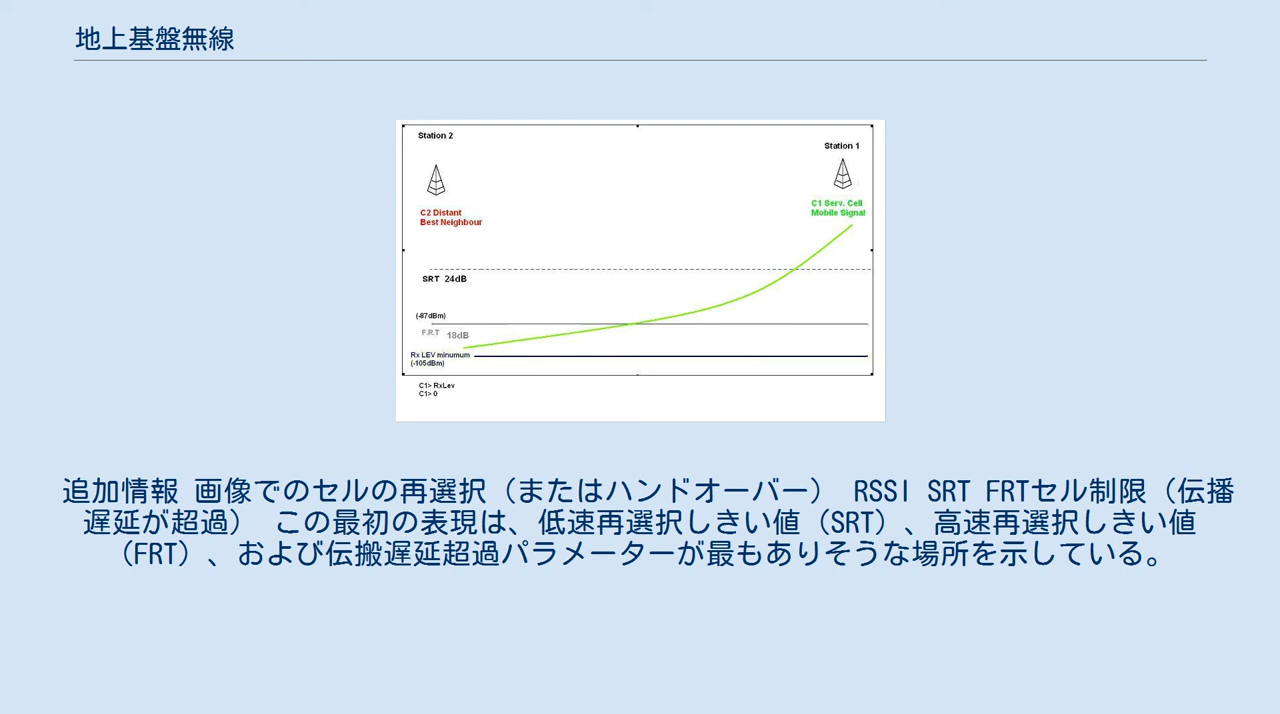 地上基盤無線
Station 2
Station 1
C2 Distant
Best Neighbour
C1 Serv. Cell
Mobile Signal
SRT 24dB
(-87dBm)
F.R.T 18dB
Rx LEV minumum
(-105dBm)
C1> RxLev
C1> 0
追加情報 画像でのセルの再選択（またはハンドオーバー） RSSI SRT FRTセル制限（伝播
遅延が超過） この最初の表現は、低速再選択しきい値（SRT）、高速再選択しきい値
（FRT）、および伝搬遅延超過パラメーターが最もありそうな場所を示している。